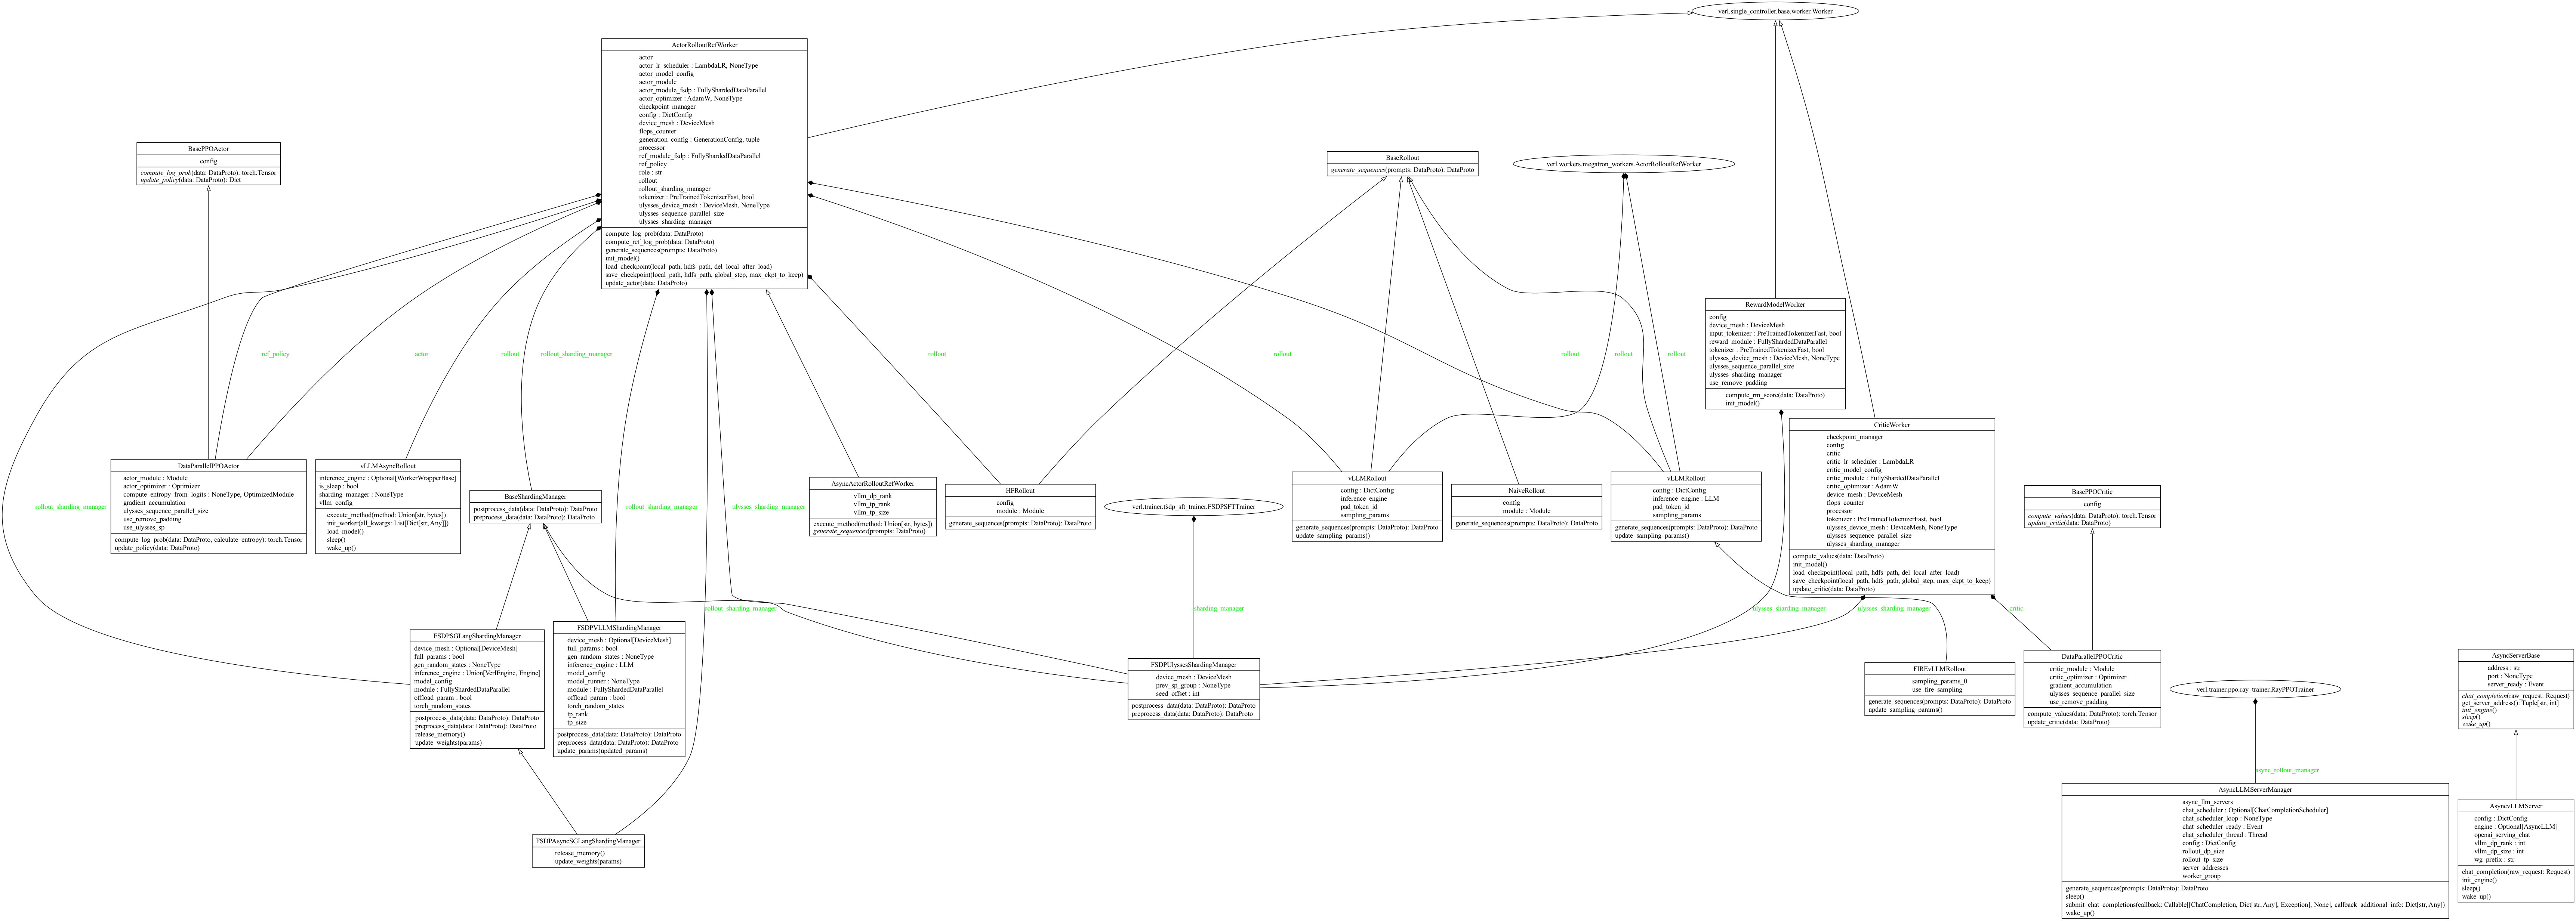 verl.single_controller.base.worker.Worker
ActorRolloutRefWorker
actor
actor_lr_scheduler : LambdaLR, NoneType
actor_model_config
actor_module
actor_module_fsdp : FullyShardedDataParallel
actor_optimizer : AdamW, NoneType
checkpoint_manager
config : DictConfig
device_mesh : DeviceMesh
flops_counter
generation_config : GenerationConfig, tuple
processor
ref_module_fsdp : FullyShardedDataParallel
ref_policy
role : str
rollout
rollout_sharding_manager
tokenizer : PreTrainedTokenizerFast, bool
ulysses_device_mesh : DeviceMesh, NoneType
ulysses_sequence_parallel_size
ulysses_sharding_manager
compute_log_prob(data: DataProto)
compute_ref_log_prob(data: DataProto)
generate_sequences(prompts: DataProto)
init_model()
load_checkpoint(local_path, hdfs_path, del_local_after_load)
save_checkpoint(local_path, hdfs_path, global_step, max_ckpt_to_keep)
update_actor(data: DataProto)
BasePPOActor
config
compute_log_prob(data: DataProto): torch.Tensor
update_policy(data: DataProto): Dict
BaseRollout
generate_sequences(prompts: DataProto): DataProto
verl.workers.megatron_workers.ActorRolloutRefWorker
RewardModelWorker
config
device_mesh : DeviceMesh
input_tokenizer : PreTrainedTokenizerFast, bool
reward_module : FullyShardedDataParallel
tokenizer : PreTrainedTokenizerFast, bool
ulysses_device_mesh : DeviceMesh, NoneType
ulysses_sequence_parallel_size
ulysses_sharding_manager
use_remove_padding
compute_rm_score(data: DataProto)
init_model()
ref_policy
actor
rollout
rollout_sharding_manager
rollout
rollout
rollout
rollout
rollout
CriticWorker
checkpoint_manager
config
critic
critic_lr_scheduler : LambdaLR
critic_model_config
critic_module : FullyShardedDataParallel
critic_optimizer : AdamW
device_mesh : DeviceMesh
flops_counter
processor
tokenizer : PreTrainedTokenizerFast, bool
ulysses_device_mesh : DeviceMesh, NoneType
ulysses_sequence_parallel_size
ulysses_sharding_manager
compute_values(data: DataProto)
init_model()
load_checkpoint(local_path, hdfs_path, del_local_after_load)
save_checkpoint(local_path, hdfs_path, global_step, max_ckpt_to_keep)
update_critic(data: DataProto)
rollout_sharding_manager
DataParallelPPOActor
actor_module : Module
actor_optimizer : Optimizer
compute_entropy_from_logits : NoneType, OptimizedModule
gradient_accumulation
ulysses_sequence_parallel_size
use_remove_padding
use_ulysses_sp
compute_log_prob(data: DataProto, calculate_entropy): torch.Tensor
update_policy(data: DataProto)
vLLMAsyncRollout
inference_engine : Optional[WorkerWrapperBase]
is_sleep : bool
sharding_manager : NoneType
vllm_config
execute_method(method: Union[str, bytes])
init_worker(all_kwargs: List[Dict[str, Any]])
load_model()
sleep()
wake_up()
BaseShardingManager
postprocess_data(data: DataProto): DataProto
preprocess_data(data: DataProto): DataProto
rollout_sharding_manager
ulysses_sharding_manager
AsyncActorRolloutRefWorker
vllm_dp_rank
vllm_tp_rank
vllm_tp_size
execute_method(method: Union[str, bytes])
generate_sequences(prompts: DataProto)
HFRollout
config
module : Module
generate_sequences(prompts: DataProto): DataProto
verl.trainer.fsdp_sft_trainer.FSDPSFTTrainer
vLLMRollout
config : DictConfig
inference_engine
pad_token_id
sampling_params
generate_sequences(prompts: DataProto): DataProto
update_sampling_params()
NaiveRollout
config
module : Module
generate_sequences(prompts: DataProto): DataProto
vLLMRollout
config : DictConfig
inference_engine : LLM
pad_token_id
sampling_params
generate_sequences(prompts: DataProto): DataProto
update_sampling_params()
BasePPOCritic
config
compute_values(data: DataProto): torch.Tensor
update_critic(data: DataProto)
rollout_sharding_manager
sharding_manager
ulysses_sharding_manager
ulysses_sharding_manager
critic
FSDPSGLangShardingManager
device_mesh : Optional[DeviceMesh]
full_params : bool
gen_random_states : NoneType
inference_engine : Union[VerlEngine, Engine]
model_config
module : FullyShardedDataParallel
offload_param : bool
torch_random_states
postprocess_data(data: DataProto): DataProto
preprocess_data(data: DataProto): DataProto
release_memory()
update_weights(params)
FSDPVLLMShardingManager
device_mesh : Optional[DeviceMesh]
full_params : bool
gen_random_states : NoneType
inference_engine : LLM
model_config
model_runner : NoneType
module : FullyShardedDataParallel
offload_param : bool
torch_random_states
tp_rank
tp_size
postprocess_data(data: DataProto): DataProto
preprocess_data(data: DataProto): DataProto
update_params(updated_params)
FSDPUlyssesShardingManager
device_mesh : DeviceMesh
prev_sp_group : NoneType
seed_offset : int
postprocess_data(data: DataProto): DataProto
preprocess_data(data: DataProto): DataProto
FIREvLLMRollout
sampling_params_0
use_fire_sampling
generate_sequences(prompts: DataProto): DataProto
update_sampling_params()
DataParallelPPOCritic
critic_module : Module
critic_optimizer : Optimizer
gradient_accumulation
ulysses_sequence_parallel_size
use_remove_padding
compute_values(data: DataProto): torch.Tensor
update_critic(data: DataProto)
verl.trainer.ppo.ray_trainer.RayPPOTrainer
AsyncServerBase
address : str
port : NoneType
server_ready : Event
chat_completion(raw_request: Request)
get_server_address(): Tuple[str, int]
init_engine()
sleep()
wake_up()
async_rollout_manager
FSDPAsyncSGLangShardingManager
release_memory()
update_weights(params)
AsyncLLMServerManager
async_llm_servers
chat_scheduler : Optional[ChatCompletionScheduler]
chat_scheduler_loop : NoneType
chat_scheduler_ready : Event
chat_scheduler_thread : Thread
config : DictConfig
rollout_dp_size
rollout_tp_size
server_addresses
worker_group
generate_sequences(prompts: DataProto): DataProto
sleep()
submit_chat_completions(callback: Callable[[ChatCompletion, Dict[str, Any], Exception], None], callback_additional_info: Dict[str, Any])
wake_up()
AsyncvLLMServer
config : DictConfig
engine : Optional[AsyncLLM]
openai_serving_chat
vllm_dp_rank : int
vllm_dp_size : int
wg_prefix : str
chat_completion(raw_request: Request)
init_engine()
sleep()
wake_up()